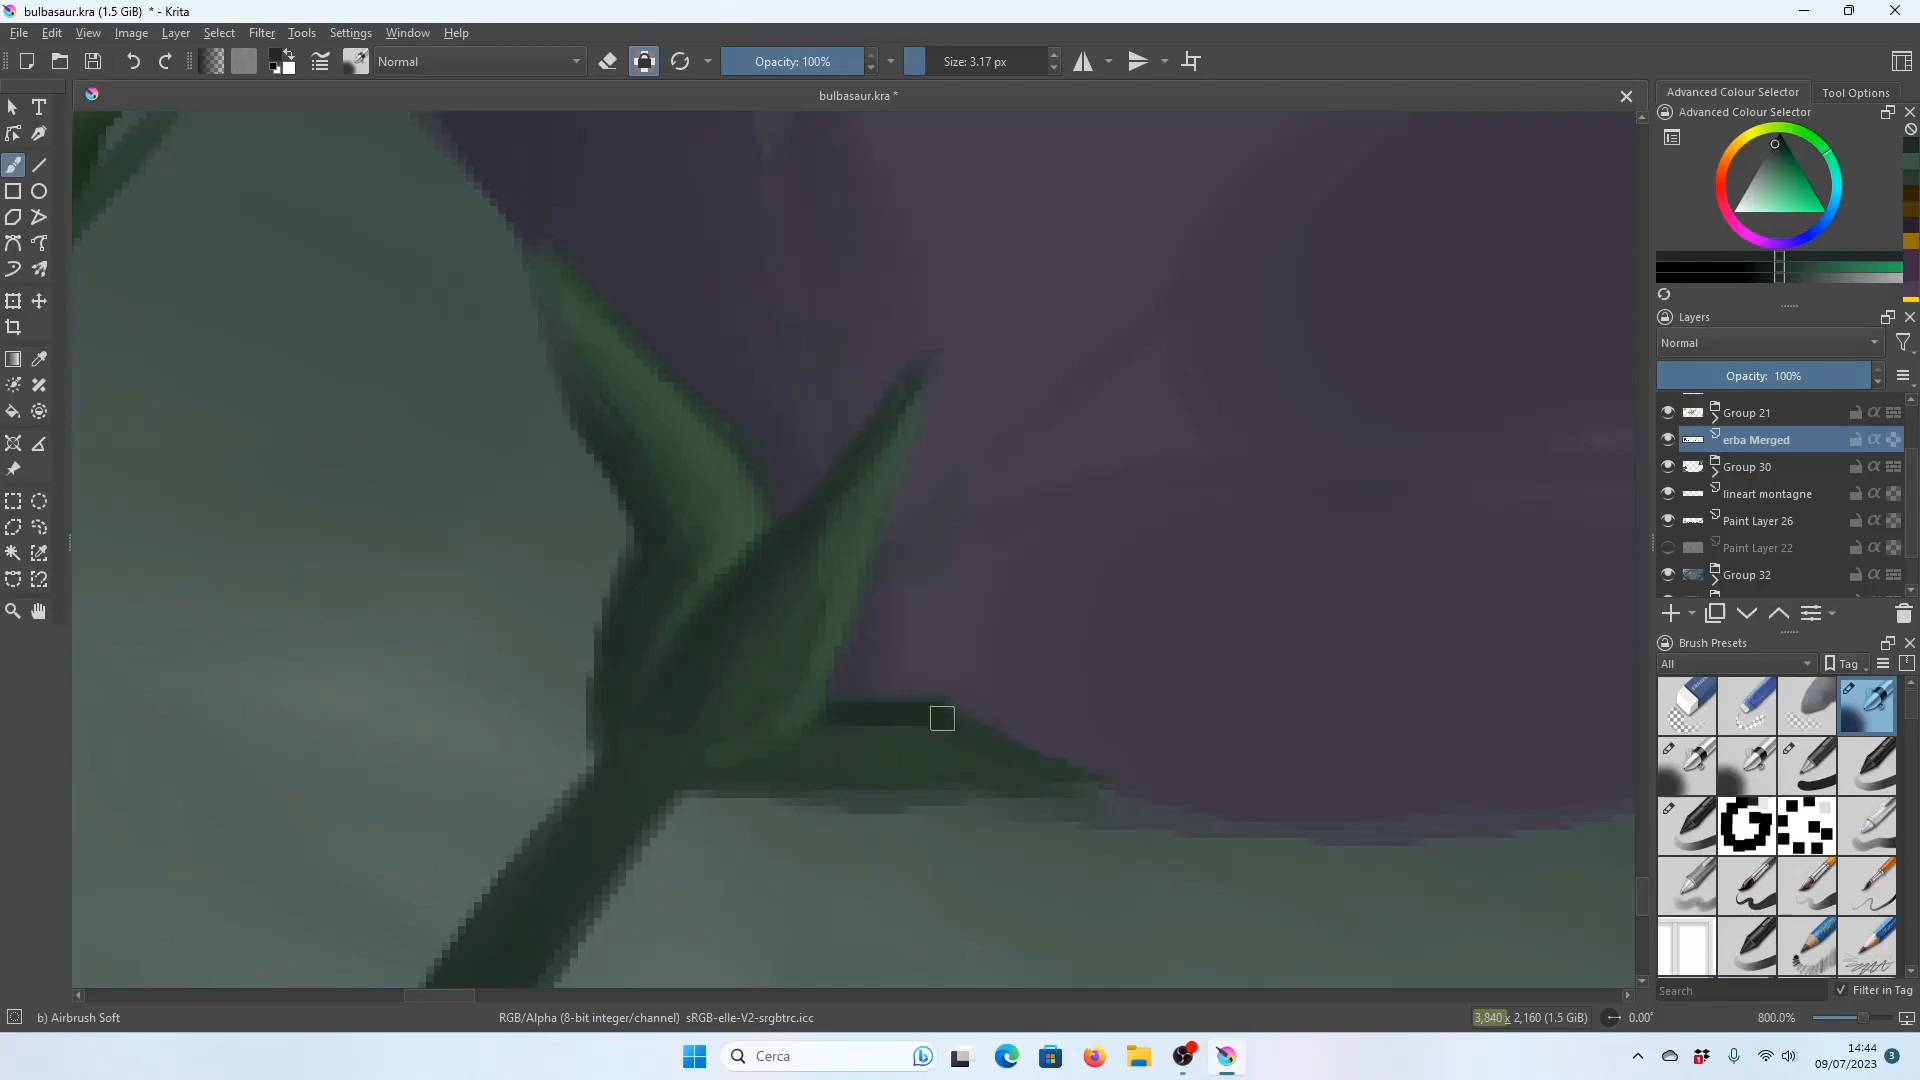 bulbasaur.kra (1.5 GiB) * - Krita
File Edit View Image Layer Select Filter Tools Settings Window Help
Normal
Opacity: 100%
Size: 3.17 px
bulbasaur.kra *
Advanced Colour Selector
Tool Options
Advanced Colour Selector
Layers
Normal
Opacity: 100%
Group 21
erba Merged
Group 30
lineart montagne
Paint Layer 26
Paint Layer 22
Group 32
Brush Presets
All
Tag
Search
Filter in Tag
b) Airbrush Soft
RGB/Alpha (8-bit integer/channel) sRGB-elle-V2-srgbtrc.icc
3,840 x 2,160 (1.5 GiB)
0.00°
800.0%
Cerca
14:44
09/07/2023
3